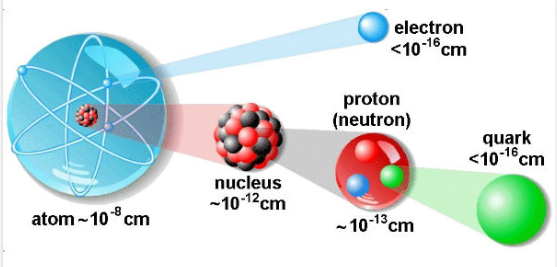 electron
<10⁻¹⁶cm
proton
(neutron)
quark
<10⁻¹⁶cm
nucleus
~10⁻¹²cm
atom ~10⁻⁸ cm
~10⁻¹³cm